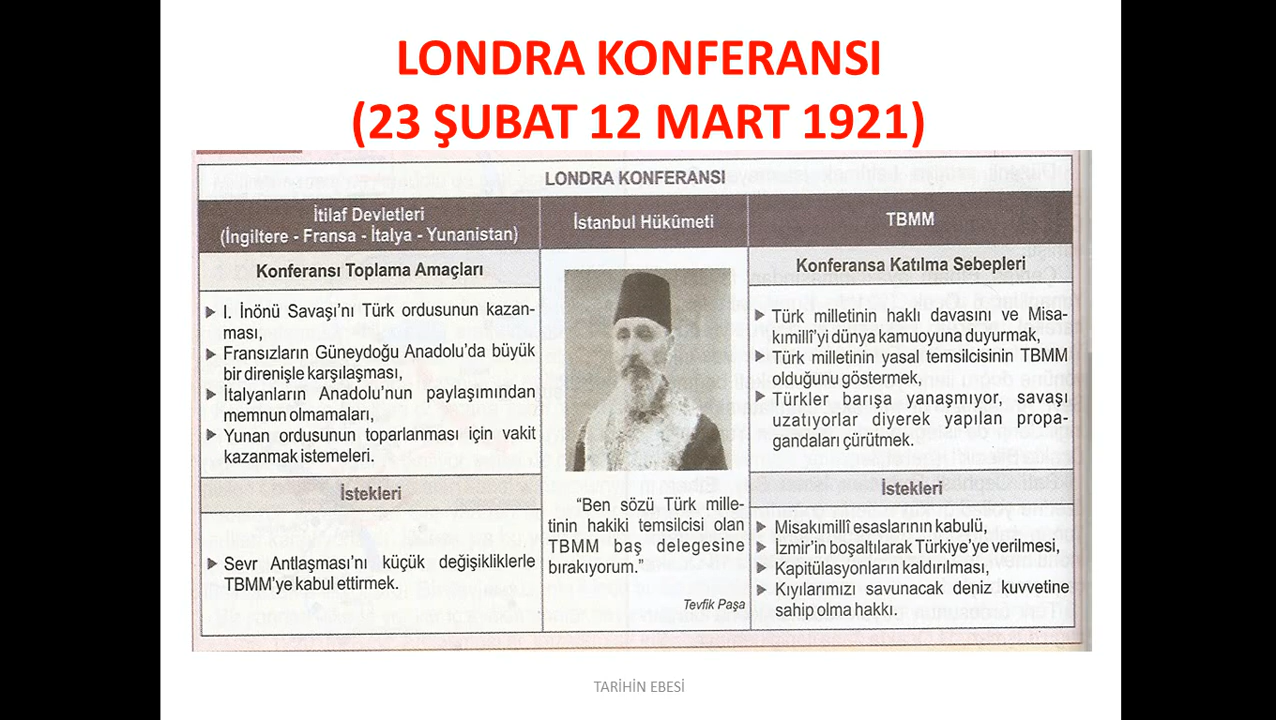 LONDRA KONFERANSI
(23 ŞUBAT 12 MART 1921)
LONDRA KONFERANSI
İtilaf Devletleri
(İngiltere - Fransa - İtalya - Yunanistan)
İstanbul Hükûmeti
TBMM
Konferansı Toplama Amaçları
I. İnönü Savaşı'nı Türk ordusunun kazan-
ması,
Fransızların Güneydoğu Anadolu'da büyük
bir direnişle karşılaşması,
İtalyanların Anadolu'nun paylaşımından
memnun olmamaları,
Yunan ordusunun toparlanması için vakit
kazanmak istemeleri.
İstekleri
Sevr Antlaşması'nı küçük değişikliklerle
TBMM'ye kabul ettirmek.
"Ben sözü Türk mille-
tinin hakiki temsilcisi olan
TBMM baş delegesine
bırakıyorum."
Tevfik Paşa
Konferansa Katılma Sebepleri
Türk milletinin haklı davasını ve Misa-
kımillî'yi dünya kamuoyuna duyurmak,
Türk milletinin yasal temsilcisinin TBMM
olduğunu göstermek,
Türkler barışa yanaşmıyor, savaşı
uzatıyorlar diyerek yapılan propa-
gandaları çürütmek.
İstekleri
Misakımillî esaslarının kabulü,
İzmir'in boşaltılarak Türkiye'ye verilmesi,
Kapitülasyonların kaldırılması,
Kıyılarımızı savunacak deniz kuvvetine
sahip olma hakkı.
TARİHİN EBESİ